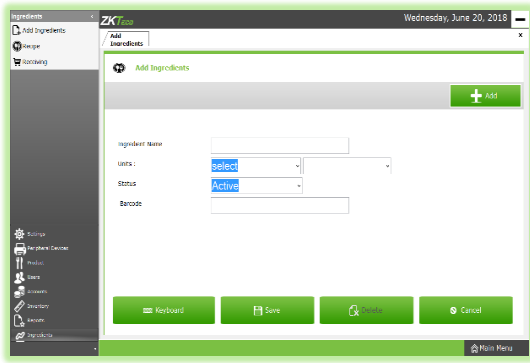 Ingredients
Add Ingredients
Recipe
Receiving
Settings
Peripheral Devices
Product
Users
Accounts
Inventory
Reports
Ingredients
ZKTeco
Wednesday, June 20, 2018
Add
Ingredients
x
Add Ingredients
Add
Ingredient Name
Units :
select
Status
Active
Barcode
Keyboard
Save
Delete
Cancel
Main Menu